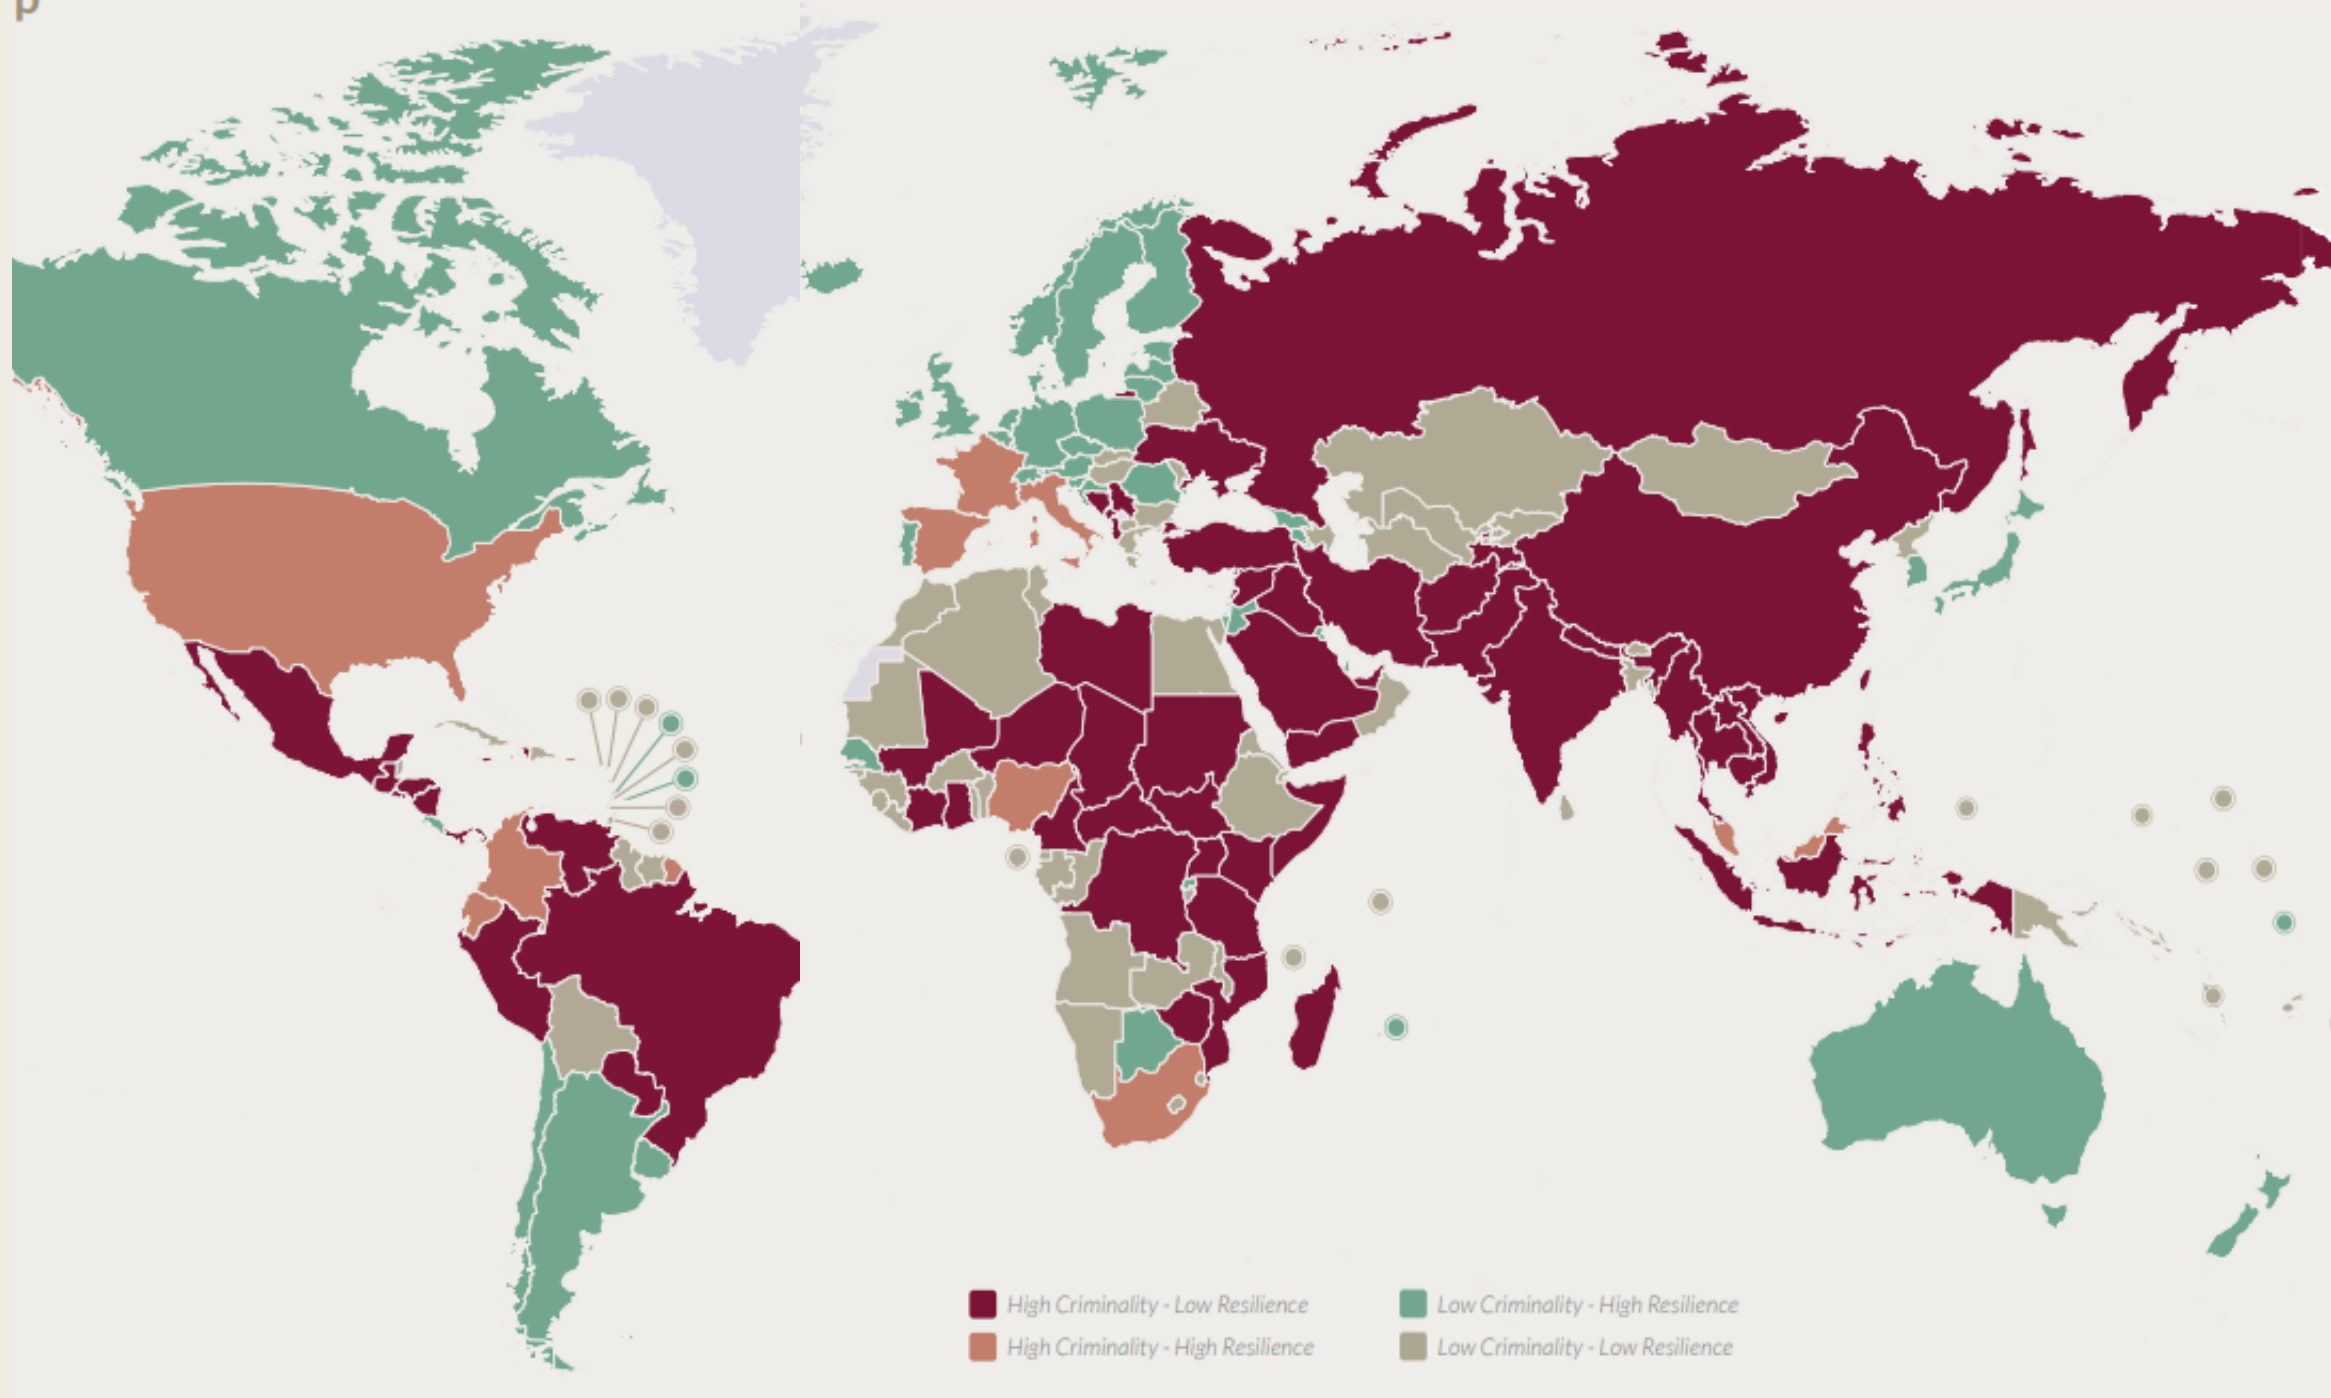 p
High Criminality - Low Resilience
High Criminality - High Resilience
Low Criminality - High Resilience
Low Criminality - Low Resilience